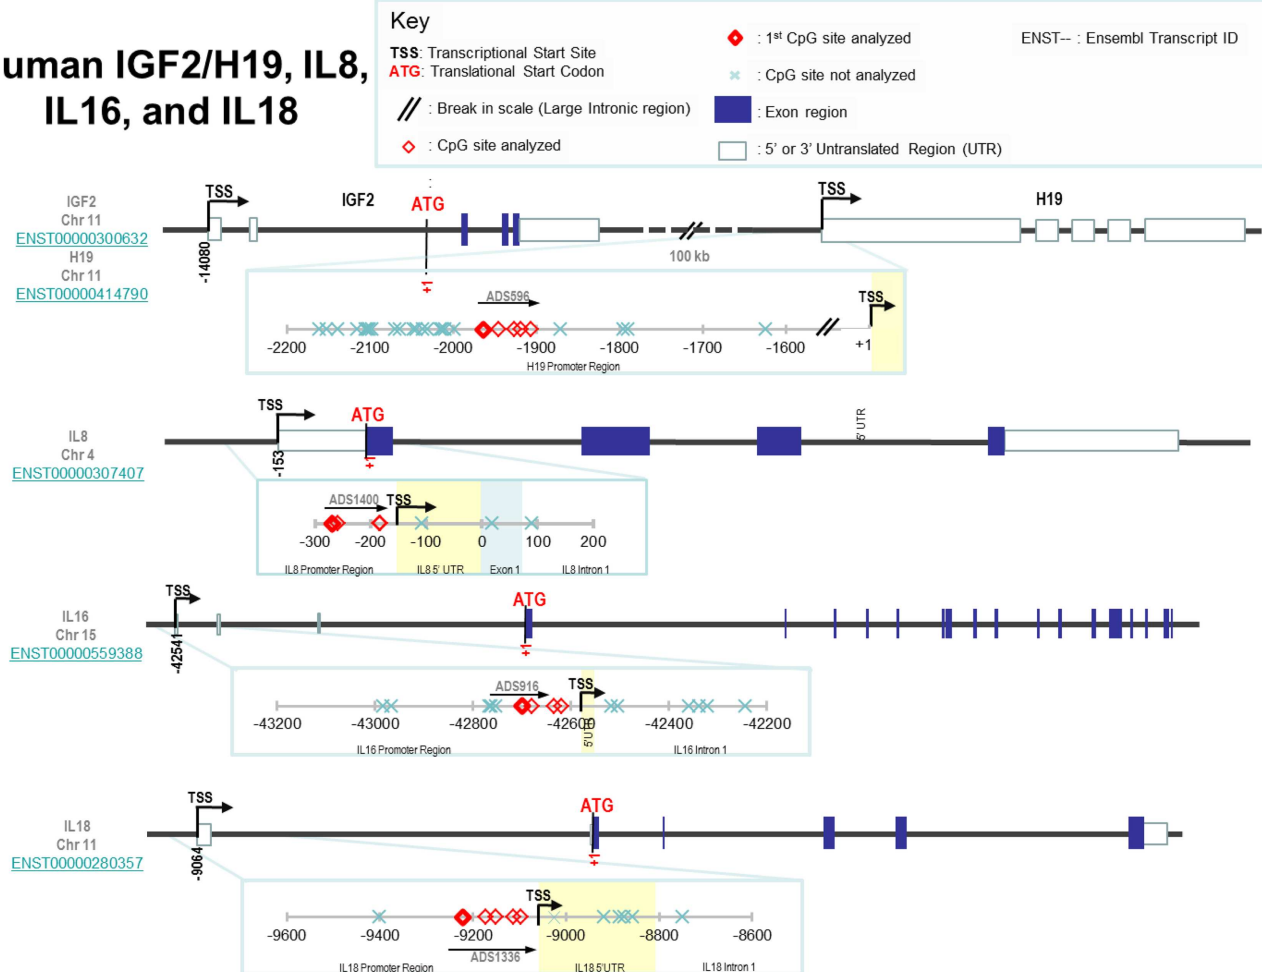 uman IGF2/H19, IL8,
IL16, and IL18
Key
TSS: Transcriptional Start Site
ATG: Translational Start Codon
: Break in scale (Large Intronic region)
: CpG site analyzed
: 1st CpG site analyzed
: CpG site not analyzed
: Exon region
: 5' or 3' Untranslated Region (UTR)
ENST-- : Ensembl Transcript ID
IGF2
Chr 11
ENST00000300632
H19
Chr 11
ENST00000414790
TSS
-14080
IGF2
:
ATG
+1
100 kb
TSS
H19
ADS596
TSS
-2200 -2100 -2000 -1900 -1800 -1700 -1600 +1
H19 Promoter Region
IL8
Chr 4
ENST00000307407
TSS
-153
ATG
+1
5' UTR
ADS1400 TSS
-300 -200 -100 0 100 200
IL8 Promoter Region IL8 5' UTR Exon 1 IL8 Intron 1
IL16
Chr 15
ENST00000559388
TSS
-42541
ATG
+1
ADS916 TSS
-43200 -43000 -42800 -42600 -42400 -42200
5'UTR
IL16 Promoter Region IL16 Intron 1
IL18
Chr 11
ENST00000280357
TSS
-9064
ATG
+1
TSS
-9600 -9400 -9200 -9000 -8800 -8600
ADS1336
IL18 Promoter Region IL18 5'UTR IL18 Intron 1